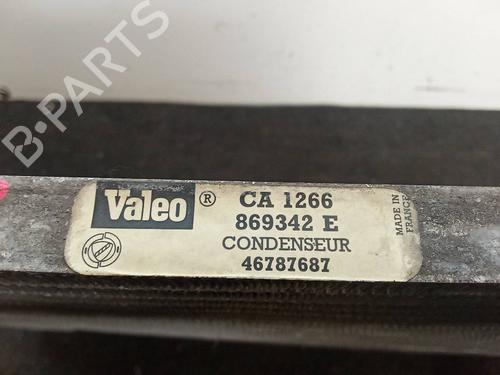 B-PARTS
Valeo ® CA 1266
869342 E
CONDENSEUR
46787687
MADE IN
FRANCE